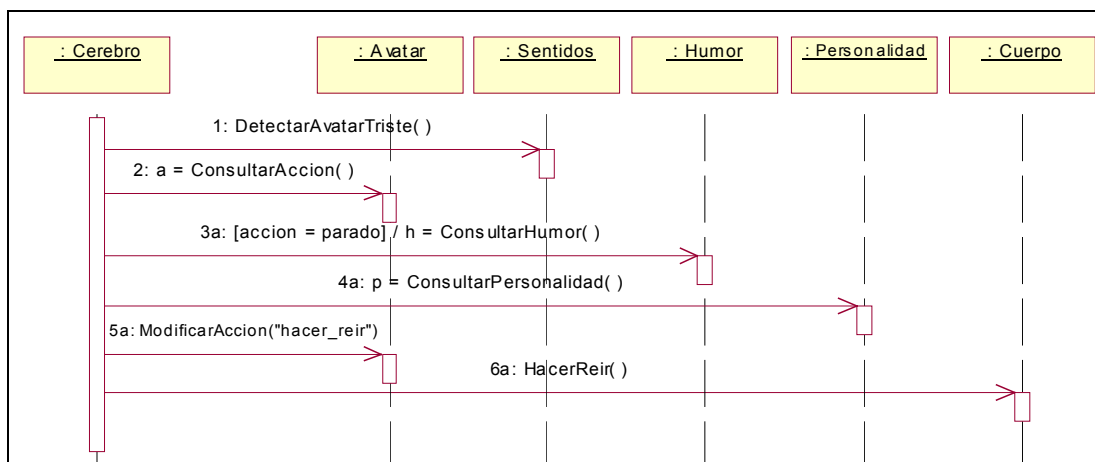 : Cerebro
: Avatar
: Sentidos
: Humor
: Personalidad
: Cuerpo
1: DetectarAvatarTriste( )
2: a = ConsultarAccion( )
3a: [accion = parado] / h = ConsultarHumor( )
4a: p = ConsultarPersonalidad( )
5a: ModificarAccion("hacer_reir")
6a: HacerReir( )